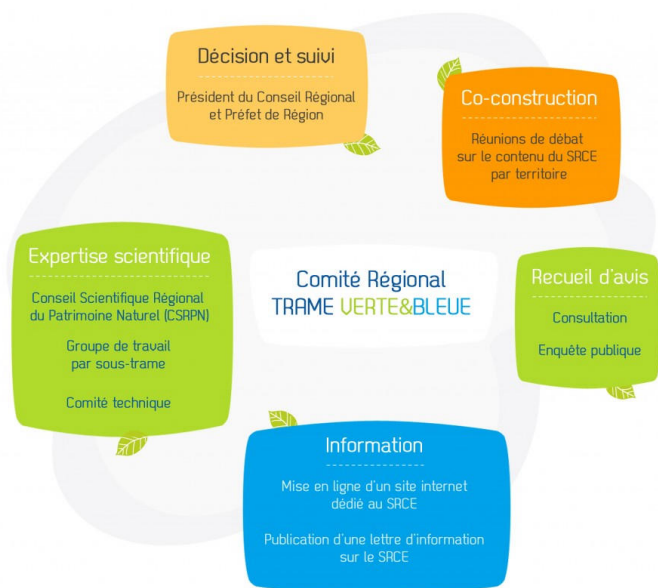 Décision et suivi
Président du Conseil Régional
et Préfet de Région
Co-construction
Réunions de débat
sur le contenu du SRCE
par territoire
Expertise scientifique
Conseil Scientifique Régional
du Patrimoine Naturel (CSRPN)
Groupe de travail
par sous-trame
Comité technique
Comité Régional
TRAME VERTE&BLEUE
Recueil d'avis
Consultation
Enquête publique
Information
Mise en ligne d'un site internet
dédié au SRCE
Publication d'une lettre d'information
sur le SRCE